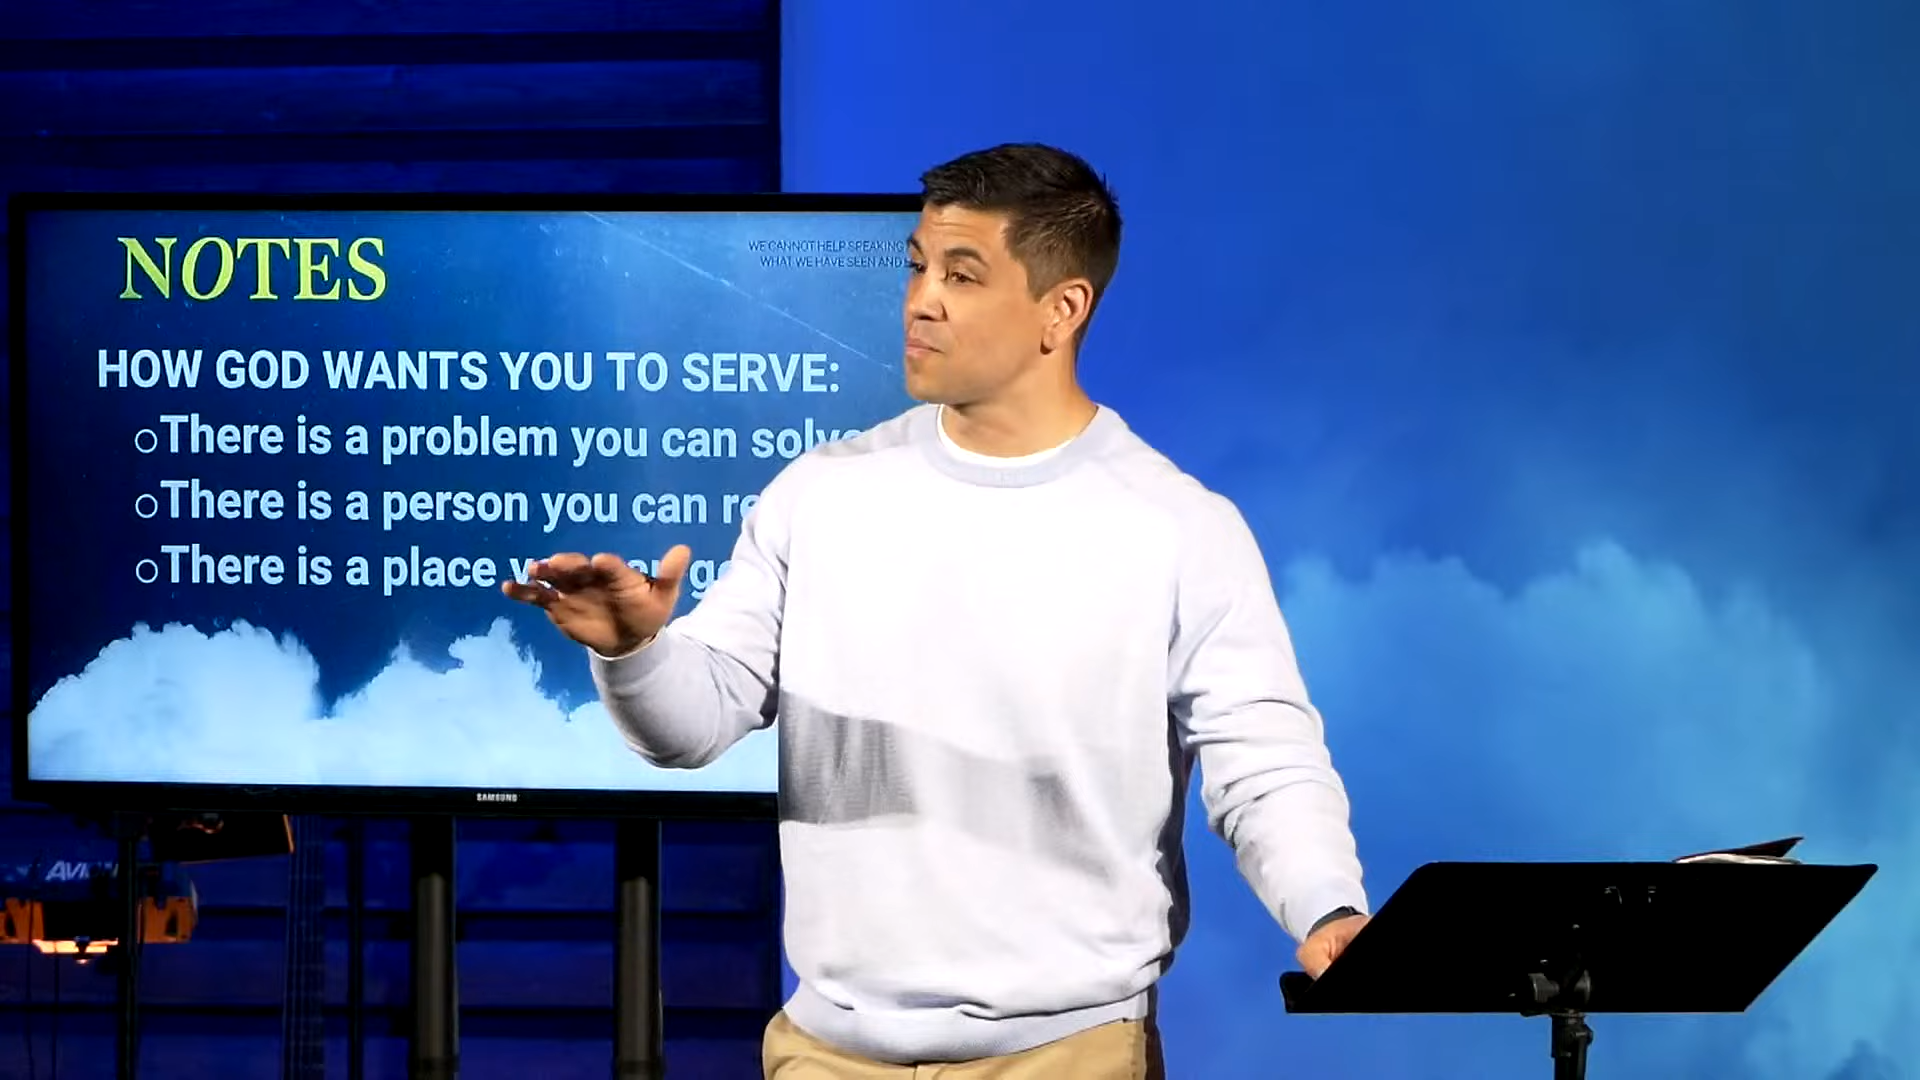 NOTES
WE CANNOT HELP SPEAKING
WHAT WE HAVE SEEN AND
HOW GOD WANTS YOU TO SERVE:
○There is a problem you can
○There is a person you can
○There is a place
SAMSUNG